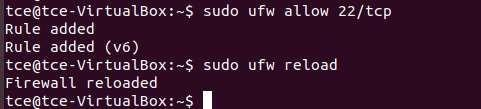 tce@tce-VirtualBox:~$ sudo ufw allow 22/tcp
Rule added
Rule added (v6)
tce@tce-VirtualBox:~$ sudo ufw reload
Firewall reloaded
tce@tce-VirtualBox:~$